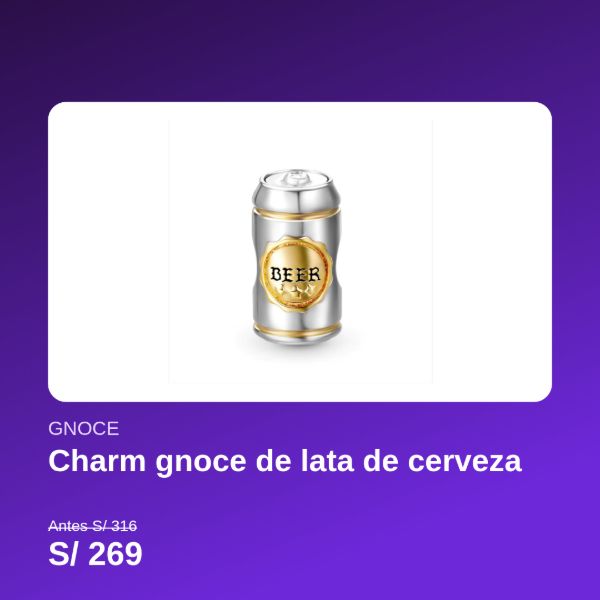 BEER
GNOCE
Charm gnoce de lata de cerveza
Antes S/ 316
S/ 269